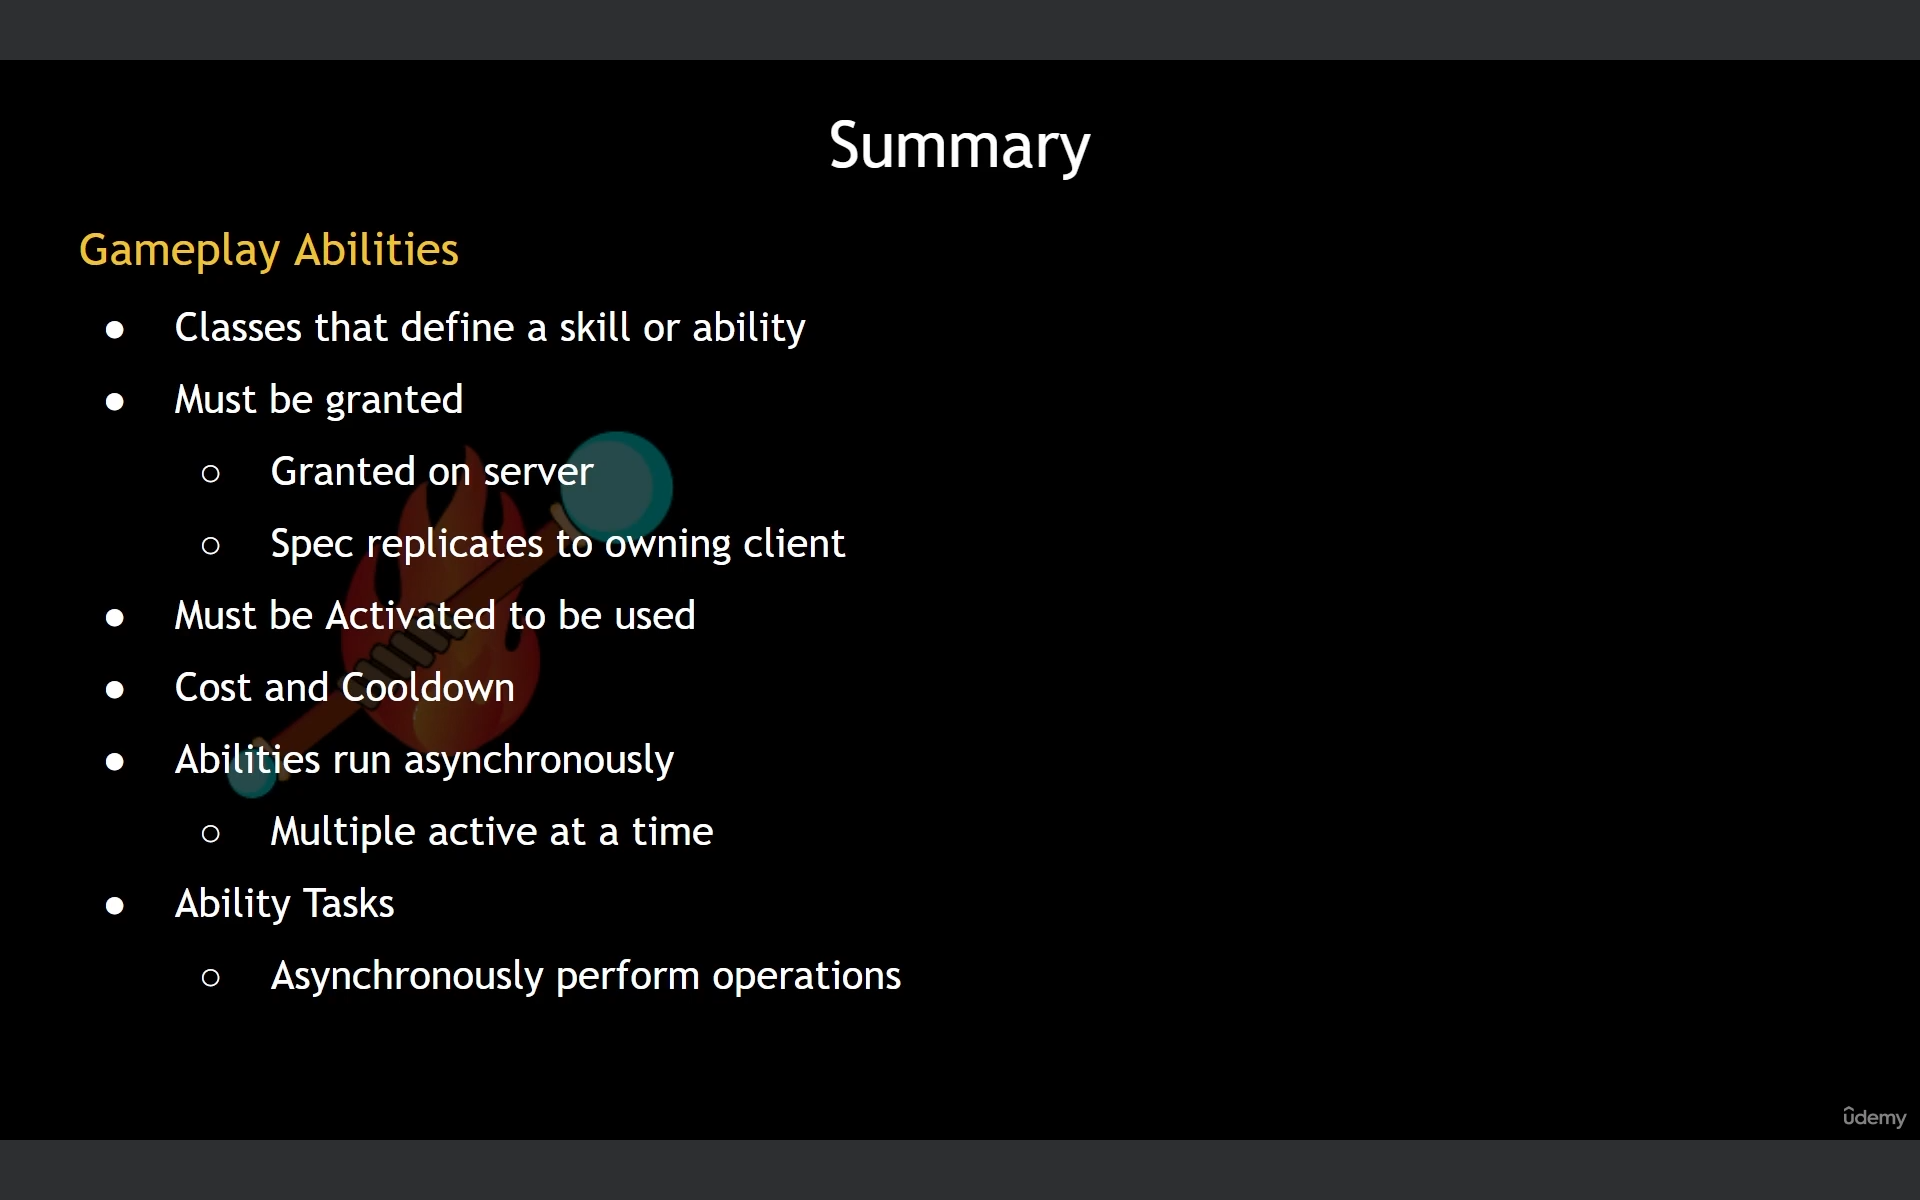 Summary
Gameplay Abilities
● Classes that define a skill or ability
● Must be granted
○ Granted on server
○ Spec replicates to owning client
● Must be Activated to be used
● Cost and Cooldown
● Abilities run asynchronously
○ Multiple active at a time
● Ability Tasks
○ Asynchronously perform operations
ûdemy